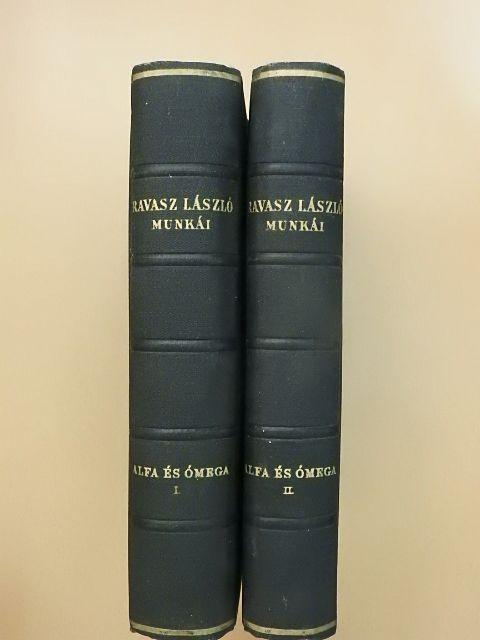 RAVASZ LÁSZLÓ
MUNKÁI
ALFA ÉS ÓMEGA
I.
RAVASZ LÁSZLÓ
MUNKÁI
ALFA ÉS ÓMEGA
II.